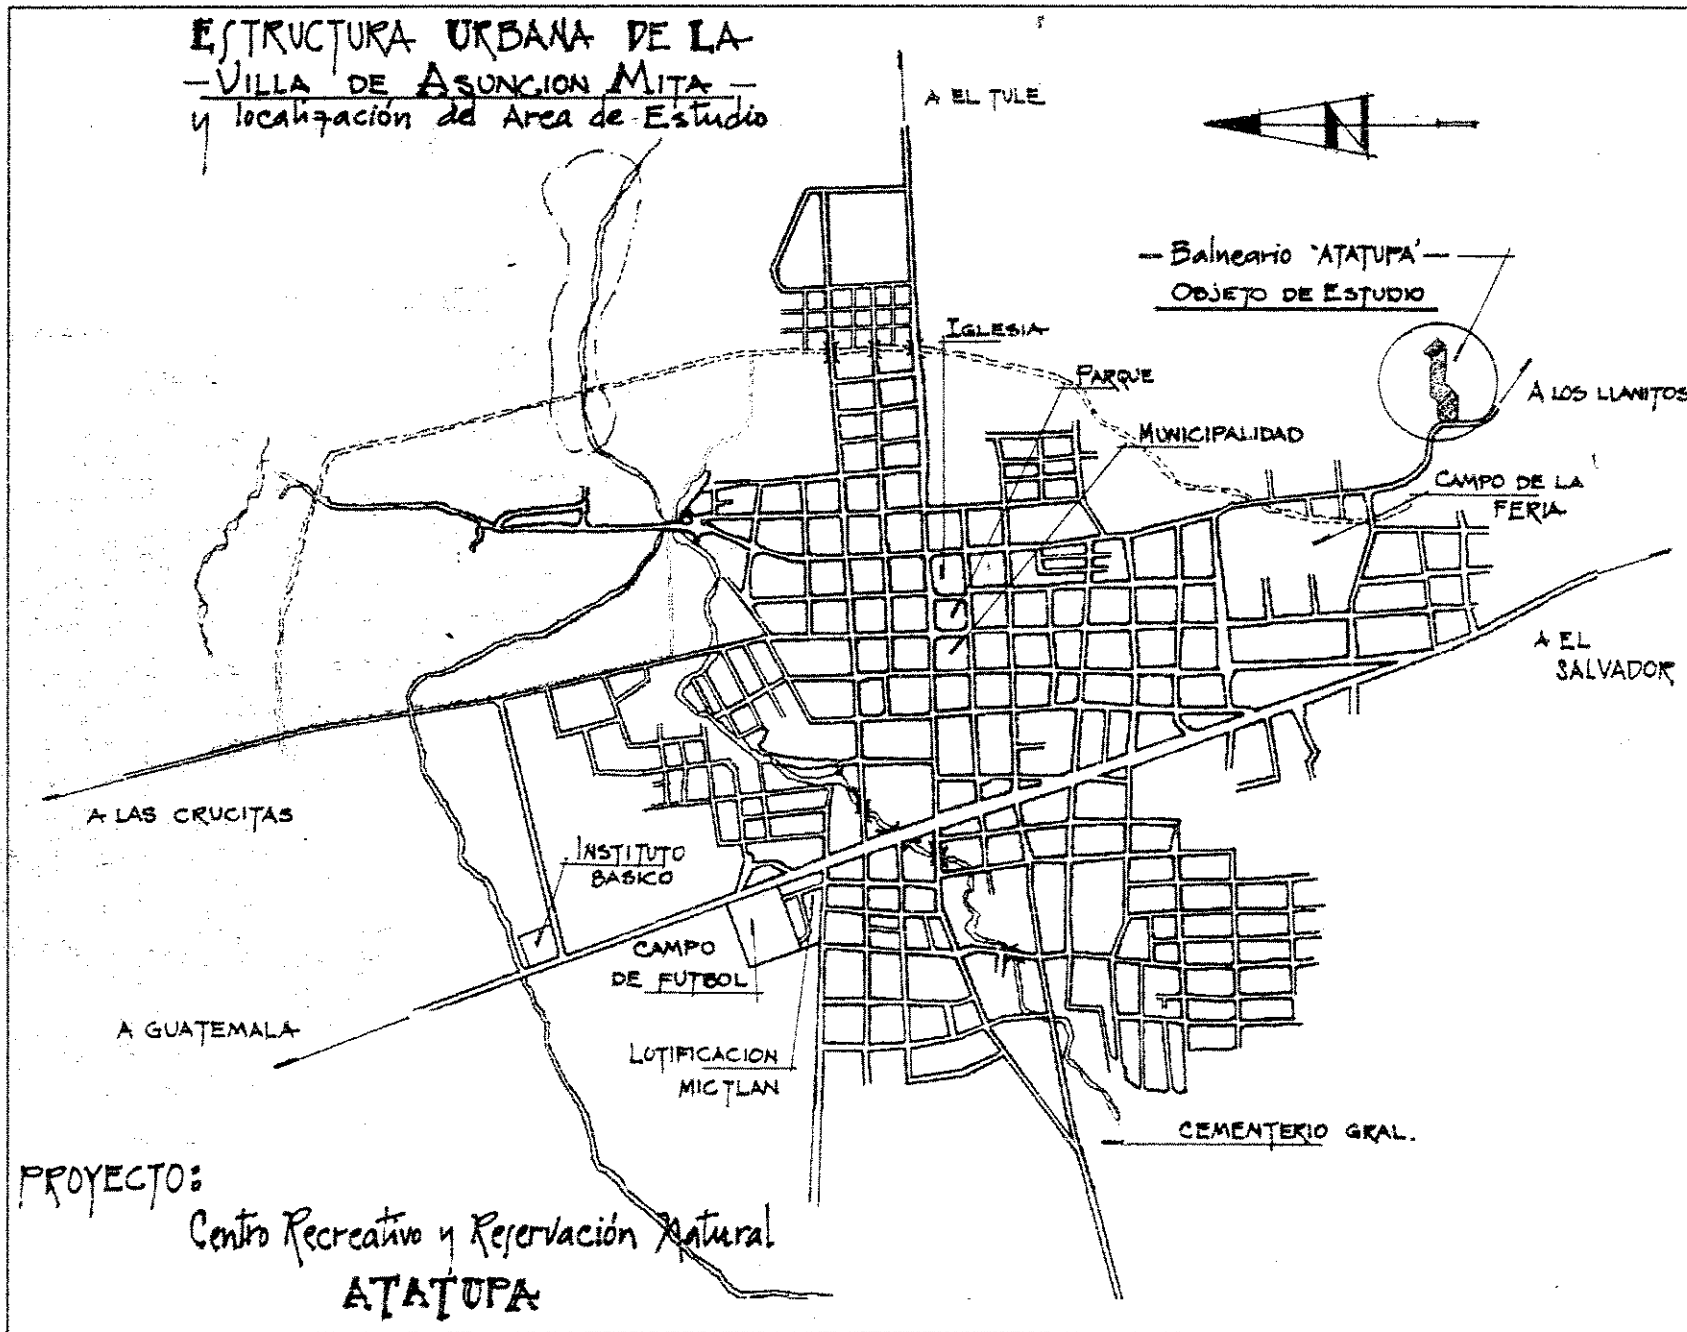 ESTRUCTURA URBANA DE LA
- VILLA DE ASUNCION MITA -
y localización del Area de Estudio
A EL TULE
N
- Balneario 'ATATUPA' -
OBJETO DE ESTUDIO
IGLESIA
PARQUE
A LOS LLANITOS
MUNICIPALIDAD
CAMPO DE LA
FERIA
A EL
SALVADOR
A LAS CRUCITAS
INSTITUTO
BASICO
CAMPO
DE FUTBOL
A GUATEMALA
LOTIFICACION
MICTLAN
CEMENTERIO GRAL.
PROYECTO:
Centro Recreativo y Reservación Natural
ATATUPA